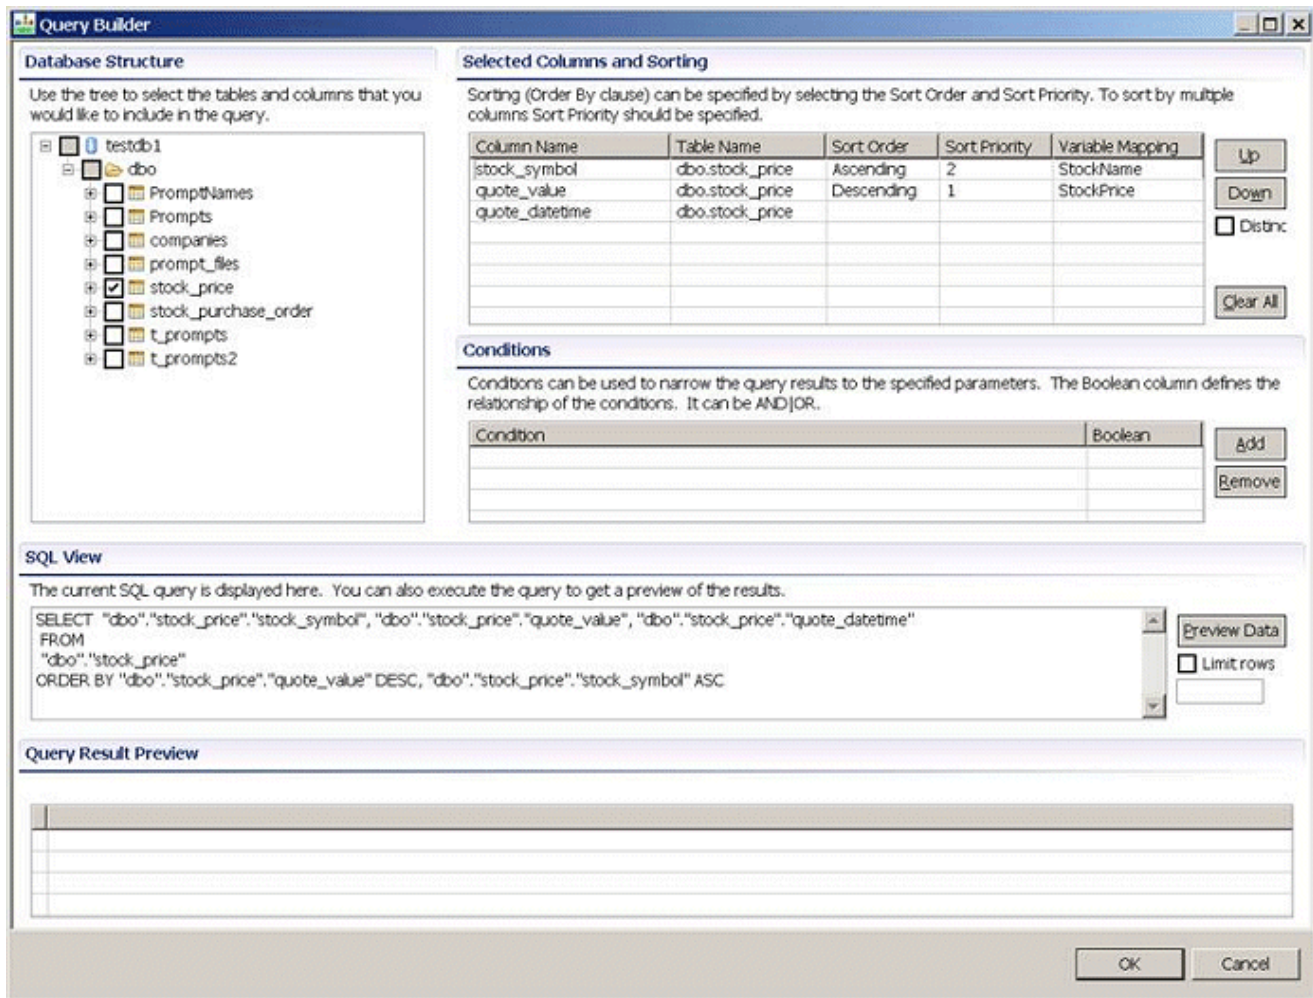 Query Builder
Database Structure
Use the tree to select the tables and columns that you
would like to include in the query.
testdb1
dbo
PromptNames
Prompts
companies
prompt_files
stock_price
stock_purchase_order
t_prompts
t_prompts2
Selected Columns and Sorting
Sorting (Order By clause) can be specified by selecting the Sort Order and Sort Priority. To sort by multiple
columns Sort Priority should be specified.
Column Name Table Name Sort Order Sort Priority Variable Mapping
stock_symbol dbo.stock_price Ascending 2 StockName
quote_value dbo.stock_price Descending 1 StockPrice
quote_datetime dbo.stock_price
Up
Down
Distinc
Clear All
Conditions
Conditions can be used to narrow the query results to the specified parameters. The Boolean column defines the
relationship of the conditions. It can be AND|OR.
Condition Boolean
Add
Remove
SQL View
The current SQL query is displayed here. You can also execute the query to get a preview of the results.
SELECT "dbo"."stock_price"."stock_symbol", "dbo"."stock_price"."quote_value", "dbo"."stock_price"."quote_datetime"
FROM
"dbo"."stock_price"
ORDER BY "dbo"."stock_price"."quote_value" DESC, "dbo"."stock_price"."stock_symbol" ASC
Preview Data
Limit rows
Query Result Preview
OK Cancel